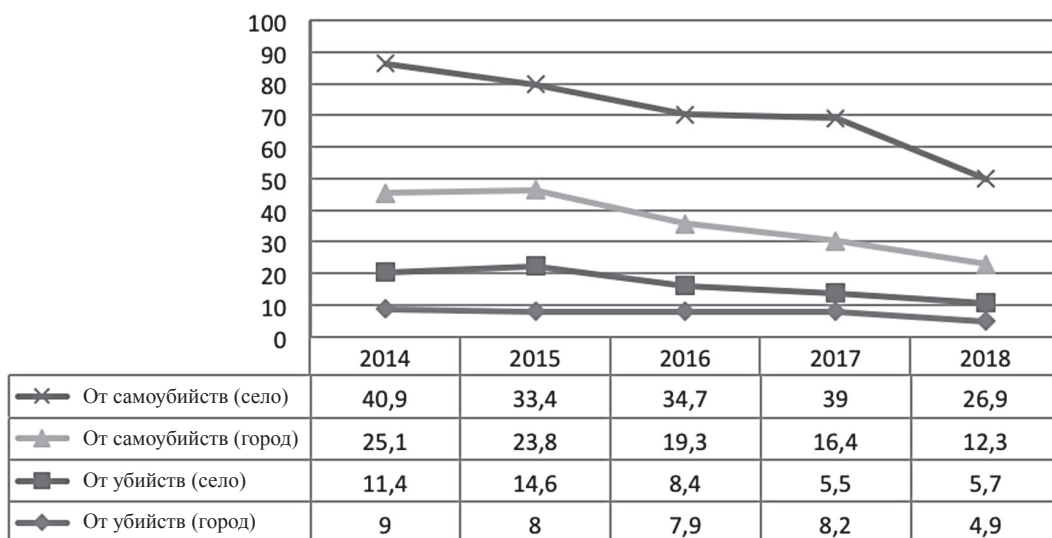 100
90
80
70
60
50
40
30
20
10
0
2014 2015 2016 2017 2018
От самоубийств (село) 40,9 33,4 34,7 39 26,9
От самоубийств (город) 25,1 23,8 19,3 16,4 12,3
От убийств (село) 11,4 14,6 8,4 5,5 5,7
От убийств (город) 9 8 7,9 8,2 4,9